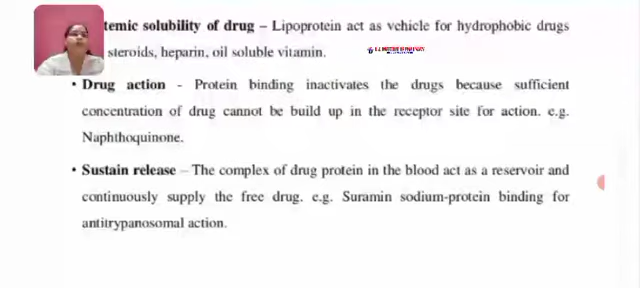 temic solubility of drug – Lipoprotein act as vehicle for hydrophobic drugs
steroids, heparin, oil soluble vitamin.
• Drug action - Protein binding inactivates the drugs because sufficient
concentration of drug cannot be build up in the receptor site for action. e.g.
Naphthoquinone.
• Sustain release – The complex of drug protein in the blood act as a reservoir and
continuously supply the free drug. e.g. Suramin sodium-protein binding for
antitrypanosomal action.